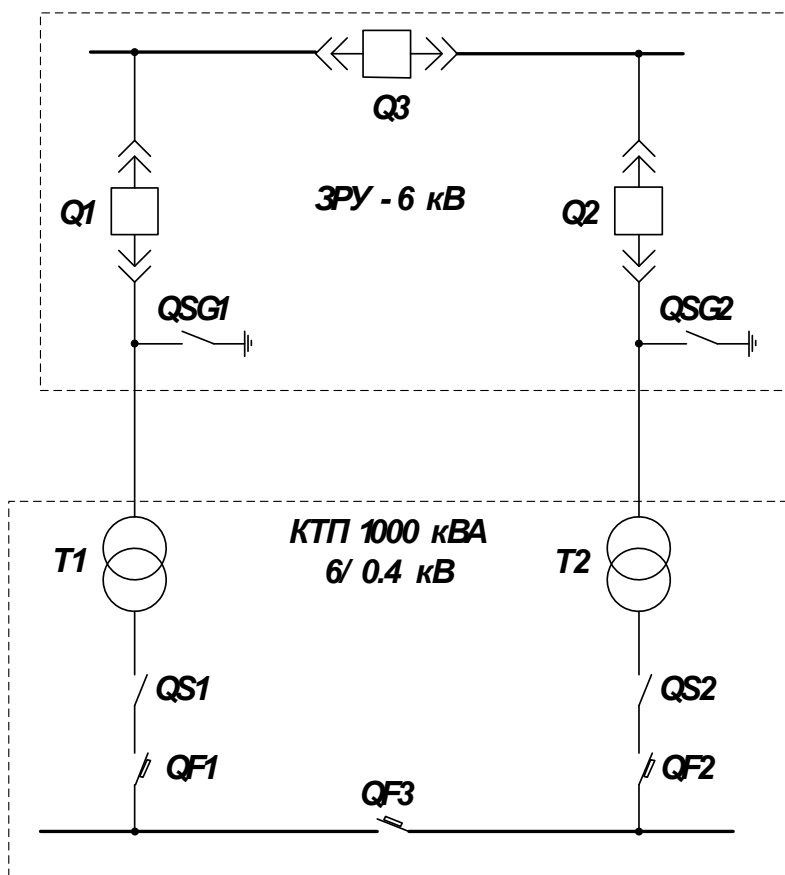 Q3
Q1
ЗРУ - 6 кВ
Q2
QSG1
QSG2
КТП 1000 кВА
6/ 0.4 кВ
T1
T2
QS1
QS2
QF1
QF2
QF3